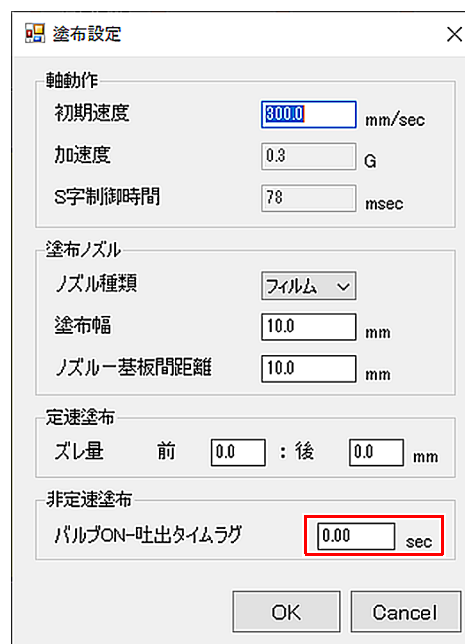 塗布設定
軸動作
初期速度 300.0 mm/sec
加速度 0.3 G
S字制御時間 78 msec
塗布ノズル
ノズル種類 フィルム
塗布幅 10.0 mm
ノズルー基板間距離 10.0 mm
定速塗布
ズレ量 前 0.0 : 後 0.0 mm
非定速塗布
バルブON-吐出タイムラグ 0.00 sec
OK Cancel